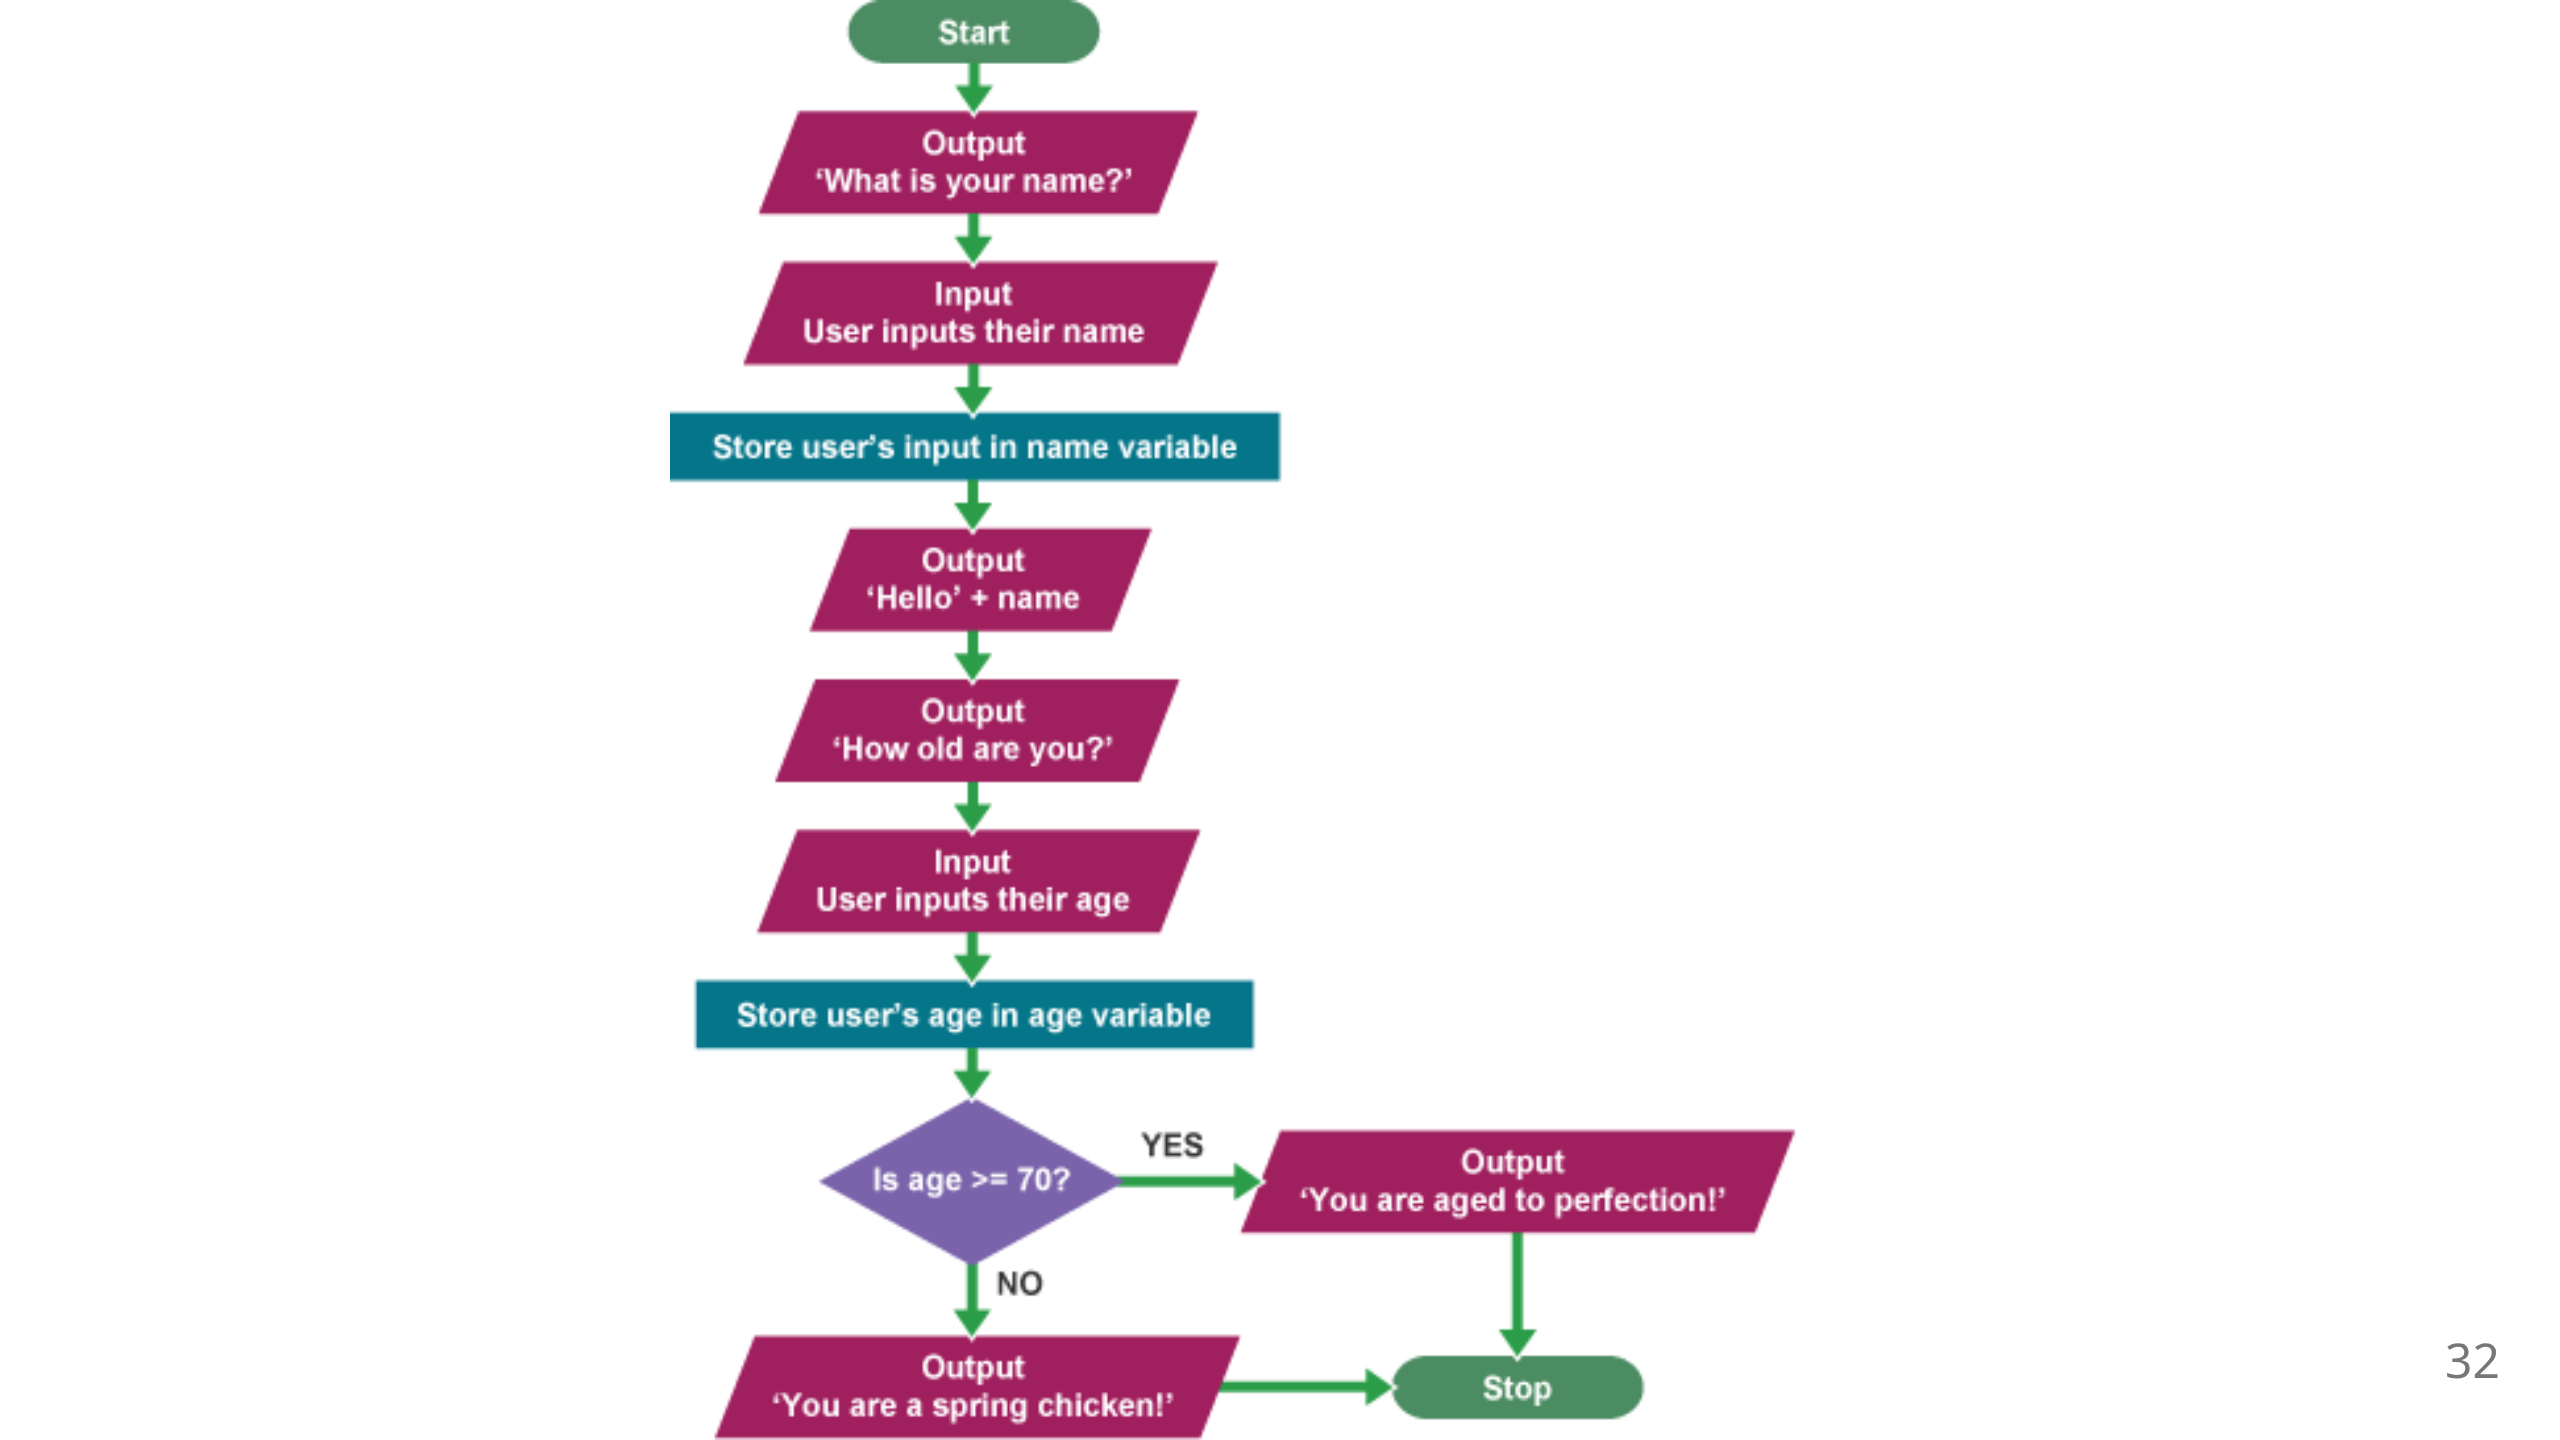 Start
Output
‘What is your name?’
Input
User inputs their name
Store user’s input in name variable
Output
‘Hello’ + name
Output
‘How old are you?’
Input
User inputs their age
Store user’s age in age variable
Is age >= 70?
YES
Output
‘You are aged to perfection!’
NO
Output
‘You are a spring chicken!’
Stop
32